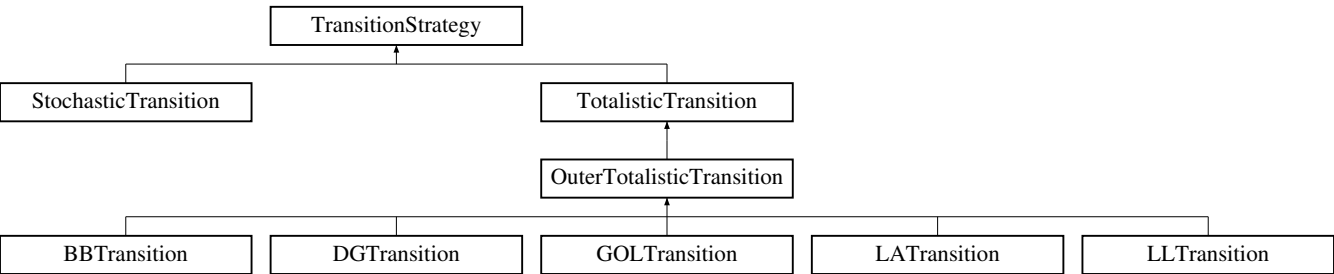 TransitionStrategy
StochasticTransition TotalisticTransition
OuterTotalisticTransition
BBTransition DGTransition GOLTransition LATransition LLTransition